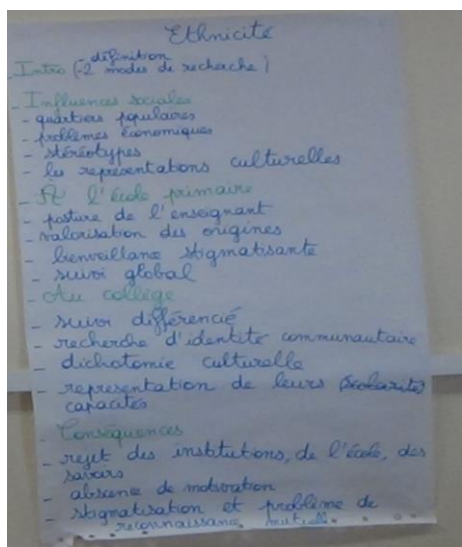 Ethnicité
- définition
- Intro (-2 modes de recherche)
- Influences sociales
- quartiers populaires
- problèmes économiques
- stéréotypes
- les représentations culturelles
- A l'école primaire
- posture de l'enseignant
- valorisation des origines
- bienveillance stigmatisante
- suivi global
- Au collège
- suivi différencié
- recherche d'identité communautaire
- dichotomie culturelle
- représentation de leurs (scolarité)
capacités
- Conséquences
- rejet des institutions, de l'école, des
savoirs
- absence de motivation
- stigmatisation et problème de
reconnaissance mutuelle.